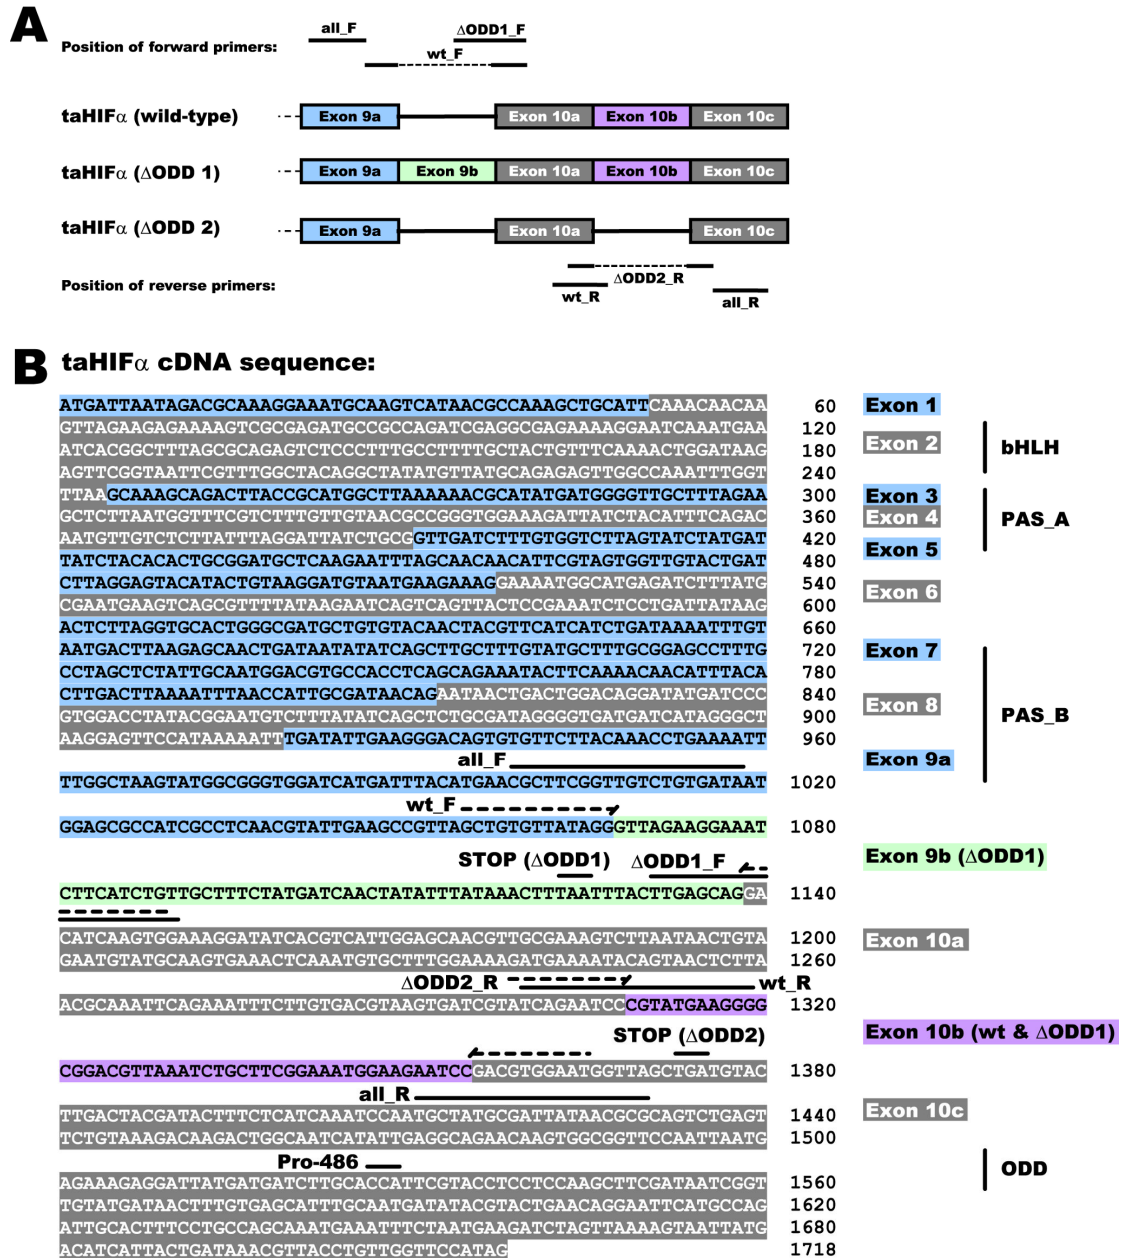 A
Position of forward primers:
all_F
ΔODD1_F
wt_F
taHIFα (wild-type)
Exon 9a
Exon 10a
Exon 10b
Exon 10c
taHIFα (ΔODD 1)
Exon 9a
Exon 9b
Exon 10a
Exon 10b
Exon 10c
taHIFα (ΔODD 2)
Exon 9a
Exon 10a
Exon 10c
Position of reverse primers:
ΔODD2_R
wt_R
all_R
B taHIFα cDNA sequence:
ATGATTAATAGACGCAAAGGAAATGCAAGTCATAACGCCAAAGCTGCATTCAAACAACAA 60 Exon 1
GTTAGAAGAGAAAAGTCGCGAGATGCCGCCAGATCGAGGCGAGAAAAGGAATCAAATGAA 120
ATCACGGCTTTAGCGCAGAGTCTCCCTTTGCCTTTTGCTACTGTTCAAAACTGGATAAG 180 Exon 2 bHLH
AGTTCGGTAATTCGTTTGGCTACAGGCTATATGTTATGCAGAGAGTTGGCCAAATTTGGT 240
TTAAGCAAAGCAGACTTACCGCATGGCTTAAAAAACGCATATGATGGGGTTGCTTTAGAA 300 Exon 3
GCTCTTAATGGTTTCGTCTTTGTTGTAACGCCGGGTGGAAAGATTATCTACATTTCAGAC 360 Exon 4 PAS_A
AATGTTGTCTCTTATTTAGGATTATCTGCGGTTGATCTTTGTGGTCTTAGTATCTATGAT 420
TATCTACACACTGCGGATGCTCAAGAATTTAGCAACAACATTCGTAGTGGTTGTACTGAT 480 Exon 5
CTTAGGAGTACATACTGTAAGGATGTAATGAAGAAAGGAAAATGGCATGAGATCTTTATG 540
CGAATGAAGTCAGCGTTTTATAAGAATCAGTCAGTTACTCCGAAATCTCCTGATTATAAG 600 Exon 6
ACTCTTAGGTGCACTGGGCGATGCTGTGTACAACTACGTTCATCATCTGATAAAATTTGT 660
AATGACTTAAGAGCAACTGATAATATATCAGCTTGCTTTGTATGCTTTGCGGAGCCTTTG 720 Exon 7
CCTAGCTCTATTGCAATGGACGTGCCACCTCAGCAGAAATACTTCAAAACAACATTTACA 780
CTTGACTTAAAATTTAACCATTGCGATAACAGAATAACTGACTGGACAGGATATGATCCC 840 Exon 8 PAS_B
GTGGACCTATACGGAATGTCTTTATATCAGCTCTGCGATAGGGGTGATGATCATAGGGCT 900
AAGGAGTTCCATAAAAATTTGATATTGAAGGGACAGTGTGTTCTTACAAACCTGAAAATT 960
all_F Exon 9a
TTGGCTAAGTATGGCGGGTGGATCATGATTTACATGAACGCTTCGGTTGTCTGTGATAAT 1020
wt_F
GGAGCGCCATCGCCTCAACGTATTGAAGCCGTTAGCTGTGTTATAGGGTTAGAAGGAAAT 1080
STOP (ΔODD1) ΔODD1_F Exon 9b (ΔODD1)
CTTCATCTGTTGCTTTCTATGATCAACTATATTTATAAACTTTAATTTACTTGAGCAGGA 1140
CATCAAGTGGAAAGGATATCACGTCATTGGAGCAACGTTGCGAAAGTCTTAATAACTGTA 1200 Exon 10a
GAATGTATGCAAGTGAACTCAAATGTGCTTTGGAAAAGATGAAAATACAGTAACTCTTA 1260
ΔODD2_R wt_R
ACGCAAATTCAGAAATTTCTTGTGACGTAAGTGATCGTATCAGAATCCCGTATGAAGGGG 1320
STOP (ΔODD2) Exon 10b (wt & ΔODD1)
CGGACGTTAAATCTGCTTCGGAAATGGAAGAATCCGACGTGGAATGGTTAGCTGATGTAC 1380
all_R
TTGACTACGATACTTTCTCATCAAATCCAATGCTATGCGATTATAACGCGCAGTCTGAGT 1440 Exon 10c
TCTGTAAAGACAAGACTGGCAATCATATTGAGGCAGAACAAGTGGCGGTTCCAATTAATG 1500
Pro-486 ODD
AGAAAGAGGATTATGATGATCTTGCACCATTCGTACCTCCTCCAAGCTTCGATAATCGGT 1560
TGTATGATAACTTTGTGAGCATTTGCAATGATATACGTACTGAACAGGAATTCATGCCAG 1620
ATTGCACTTTCCTGCCAGCAAATGAAATTTCTAATGAAGATCTAGTTAAAAGTAATTATG 1680
ACATCATTACTGATAAACGTTACCTGTTGGTTCCATAG 1718